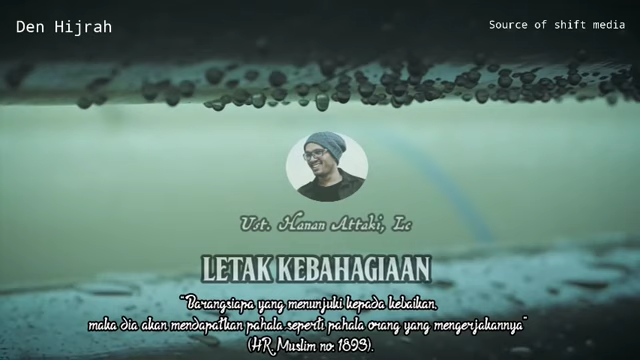 Den Hijrah
Source of shift media
Ust. Hanan Attaki, Lc
LETAK KEBAHAGIAAN
"Barangsiapa yang menunjuki kepada kebaikan,
maka dia akan mendapatkan pahala seperti pahala orang yang mengerjakannya"
(HR. Muslim no: 1893).